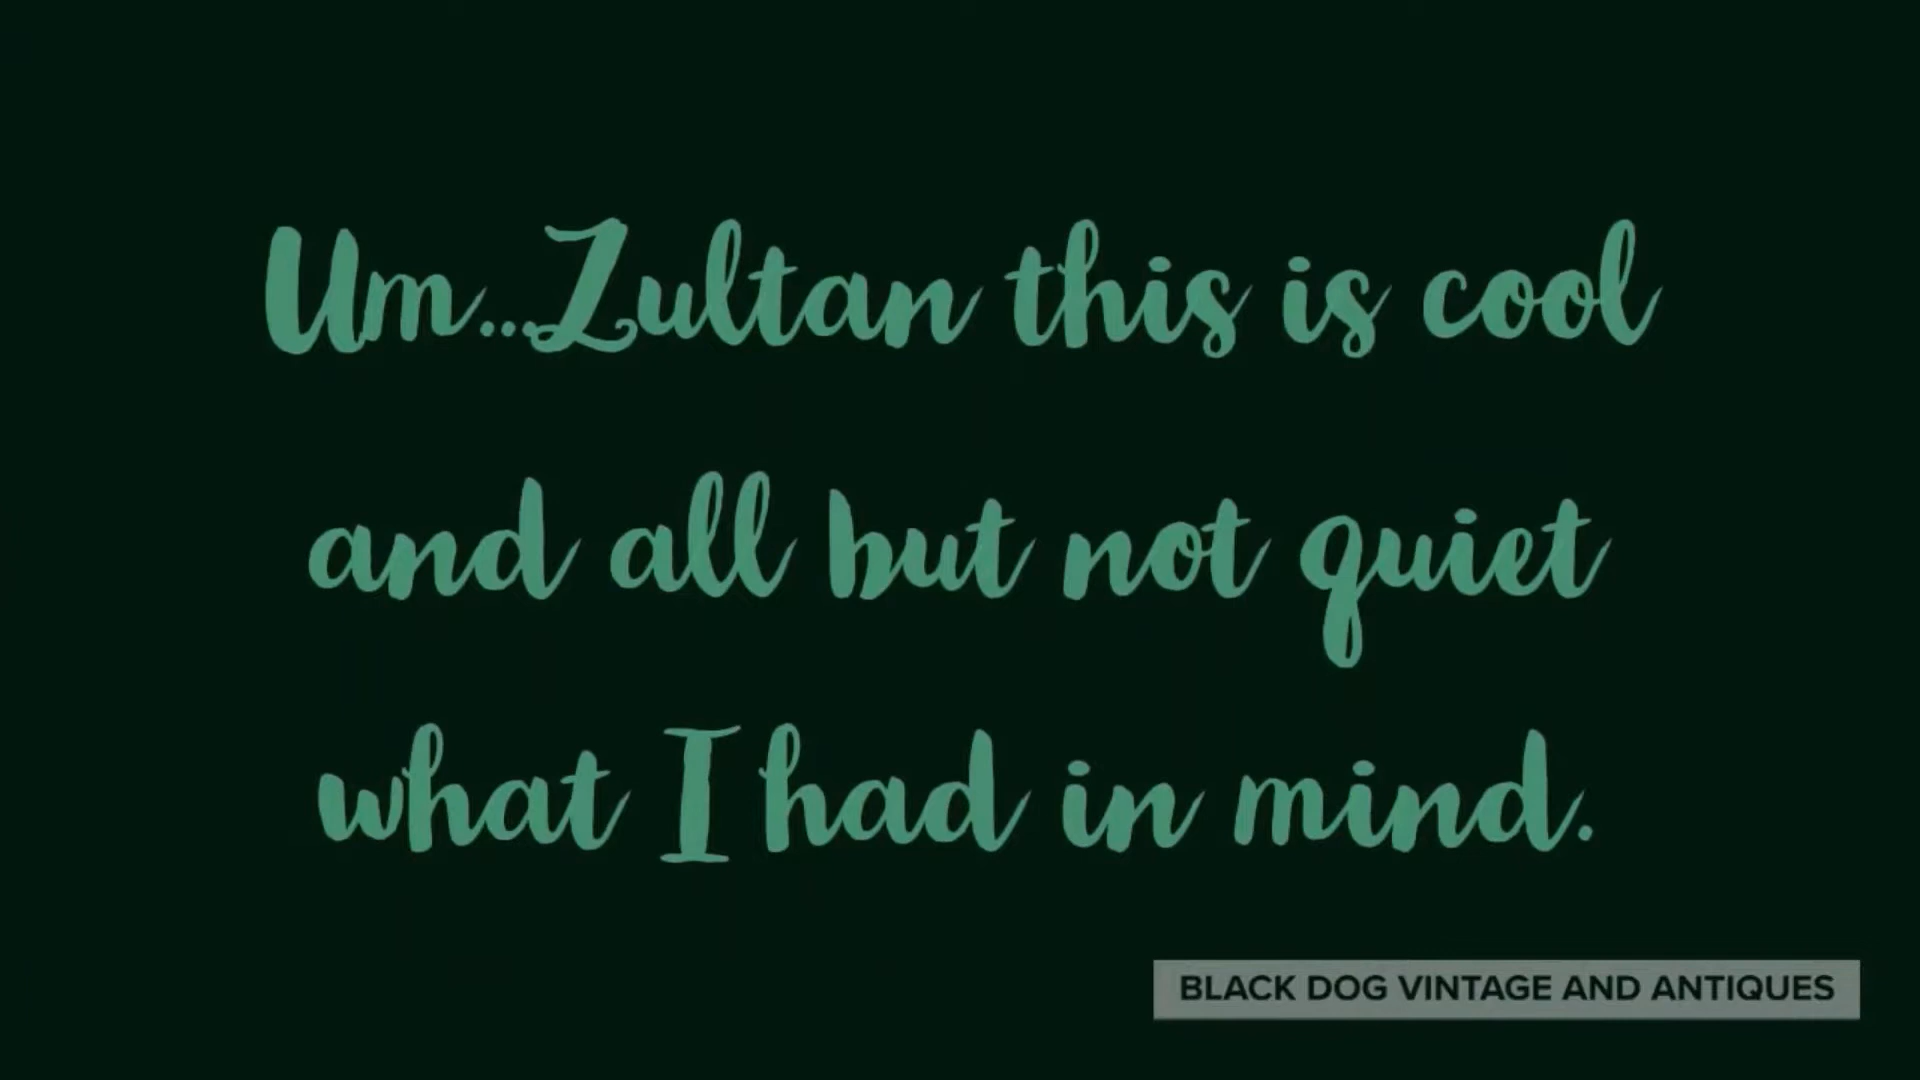 Um...Zultan this is cool
and all but not quiet
what I had in mind.
BLACK DOG VINTAGE AND ANTIQUES